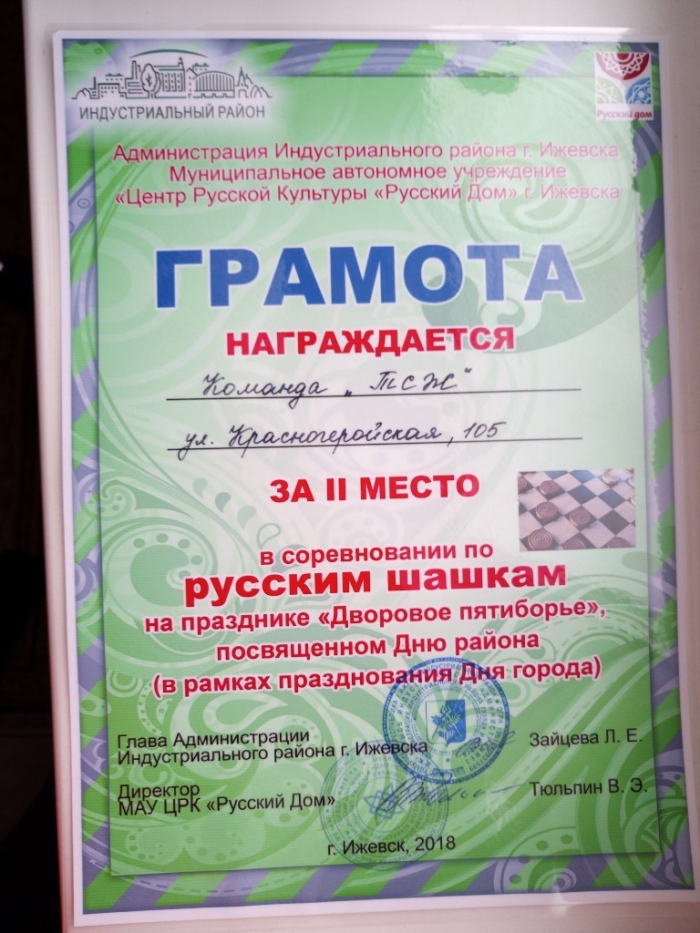 ИНДУСТРИАЛЬНЫЙ РАЙОН
Русский дом
Администрация Индустриального района г. Ижевска
Муниципальное автономное учреждение
«Центр Русской Культуры «Русский Дом» г. Ижевска
ГРАМОТА
НАГРАЖДАЕТСЯ
Команда „ТСЖ“
ул. Красногеройская, 105
ЗА II МЕСТО
в соревновании по
русским шашкам
на празднике «Дворовое пятиборье»,
посвященном Дню района
(в рамках празднования Дня города)
Глава Администрации
Индустриального района г. Ижевска
Зайцева Л. Е.
Директор
МАУ ЦРК «Русский Дом»
Тюльпин В. Э.
г. Ижевск, 2018